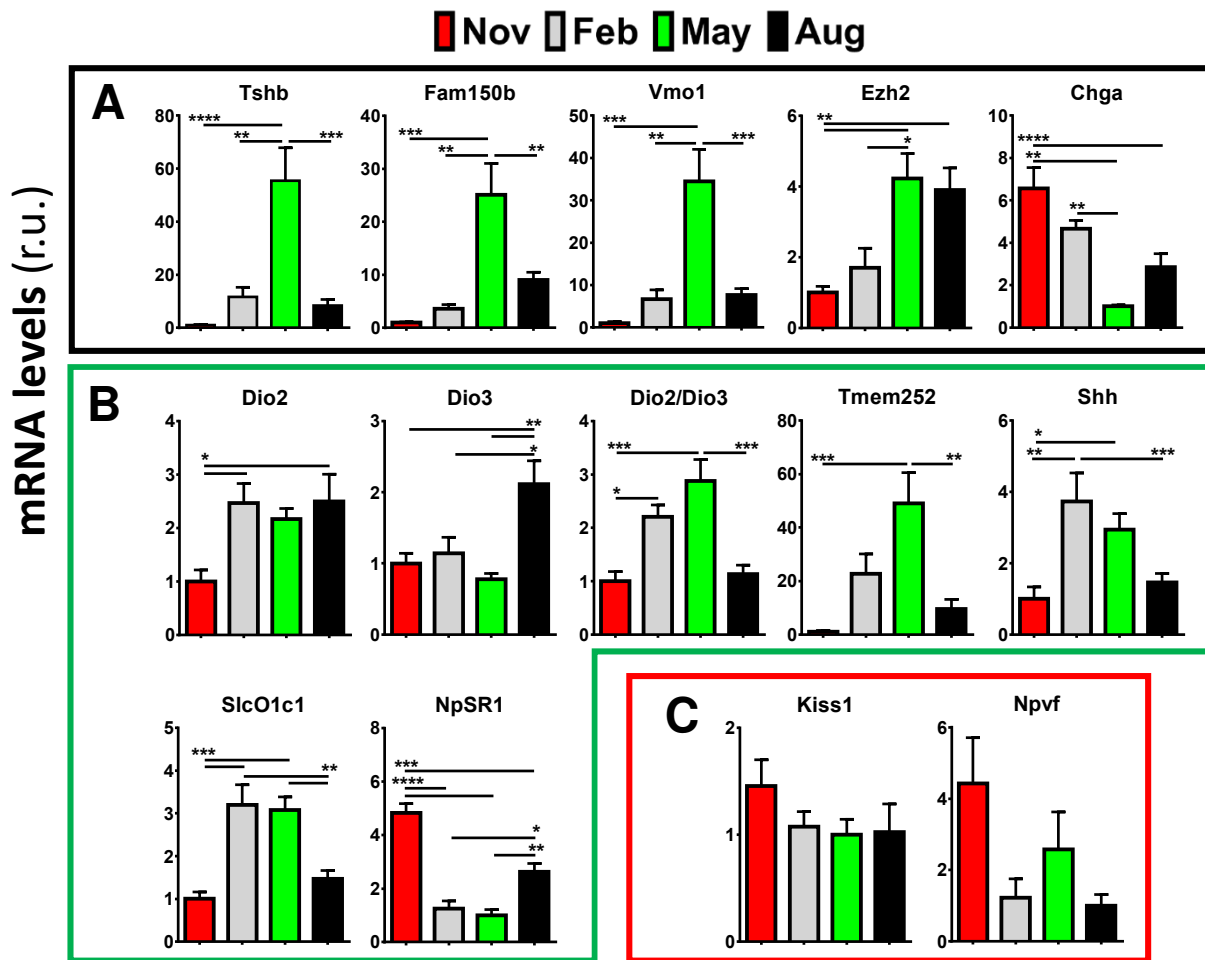 Nov Feb May Aug
mRNA levels (r.u.)
A
Tshb Fam150b Vmo1 Ezh2 Chga
80 60 40 20 0
**** ** ***
40 30 20 10 0
*** ** **
50 40 30 20 10 0
*** ** ***
6 4 2 0
** *
10 8 6 4 2 0
**** ** **
B
Dio2 Dio3 Dio2/Dio3 Tmem252 Shh
4 3 2 1 0
*
3 2 1 0
** *
4 3 2 1 0
*** * ***
80 60 40 20 0
*** **
6 4 2 0
* ** ***
SlcO1c1 NpSR1
5 4 3 2 1 0
*** **
8 6 4 2 0
*** **** * **
C
Kiss1 Npvf
2 1 0
6 4 2 0